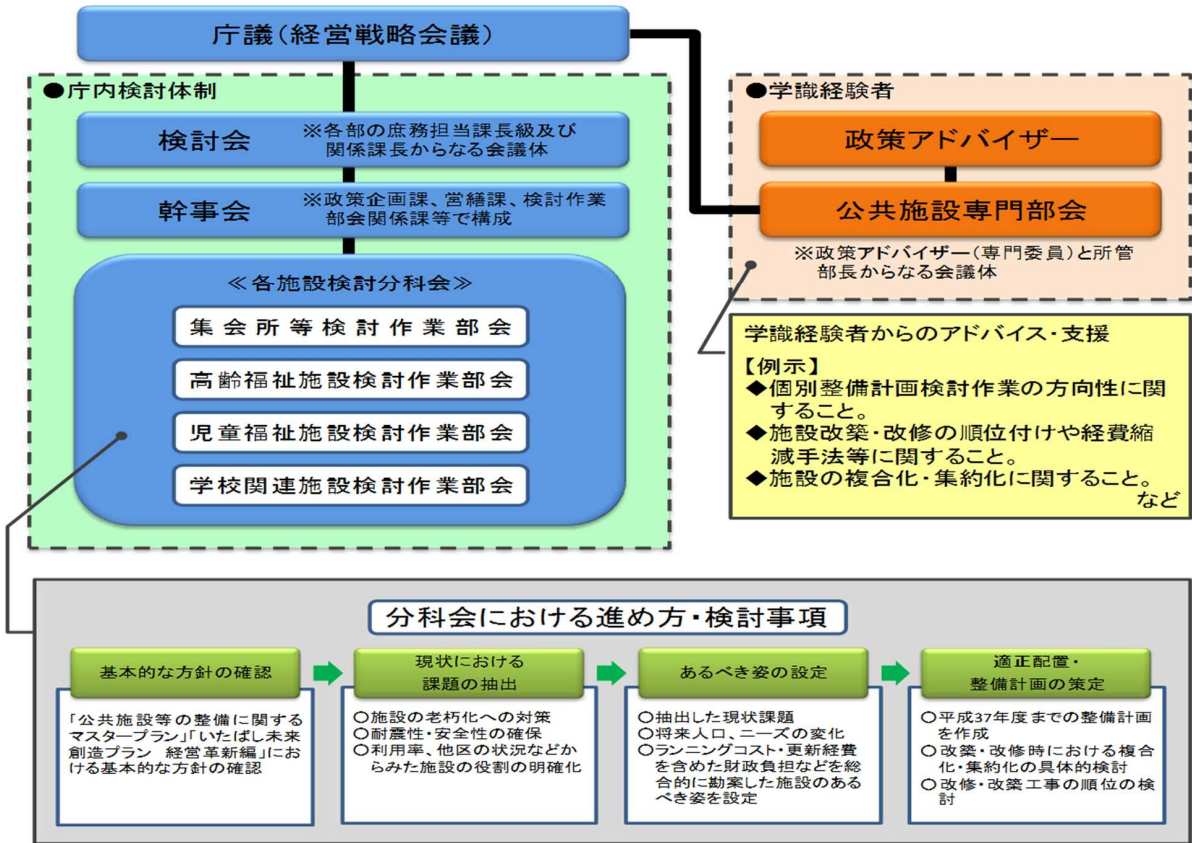 庁議(経営戦略会議)
●庁内検討体制
検討会
※各部の庶務担当課長級及び
関係課長からなる会議体
幹事会
※政策企画課、営繕課、検討作業
部会関係課等で構成
≪各施設検討分科会≫
集会所等検討作業部会
高齢福祉施設検討作業部会
児童福祉施設検討作業部会
学校関連施設検討作業部会
●学識経験者
政策アドバイザー
公共施設専門部会
※政策アドバイザー(専門委員)と所管
部長からなる会議体
学識経験者からのアドバイス・支援
【例示】
◆個別整備計画検討作業の方向性に関
すること。
◆施設改築・改修の順位付けや経費縮
減手法等に関すること。
◆施設の複合化・集約化に関すること。
など
分科会における進め方・検討事項
基本的な方針の確認
「公共施設等の整備に関する
マスタープラン」「いたばし未来
創造プラン 経営革新編」にお
ける基本的な方針の確認
現状における
課題の抽出
○施設の老朽化への対策
○耐震性・安全性の確保
○利用率、他区の状況などか
らみた施設の役割の明確化
あるべき姿の設定
○抽出した現状課題
○将来人口、ニーズの変化
○ランニングコスト・更新経費
を含めた財政負担などを総
合的に勘案した施設のある
べき姿を設定
適正配置・
整備計画の策定
○平成37年度までの整備計画
を作成
○改築・改修時における複合
化・集約化の具体的検討
○改修・改築工事の順位の検
討